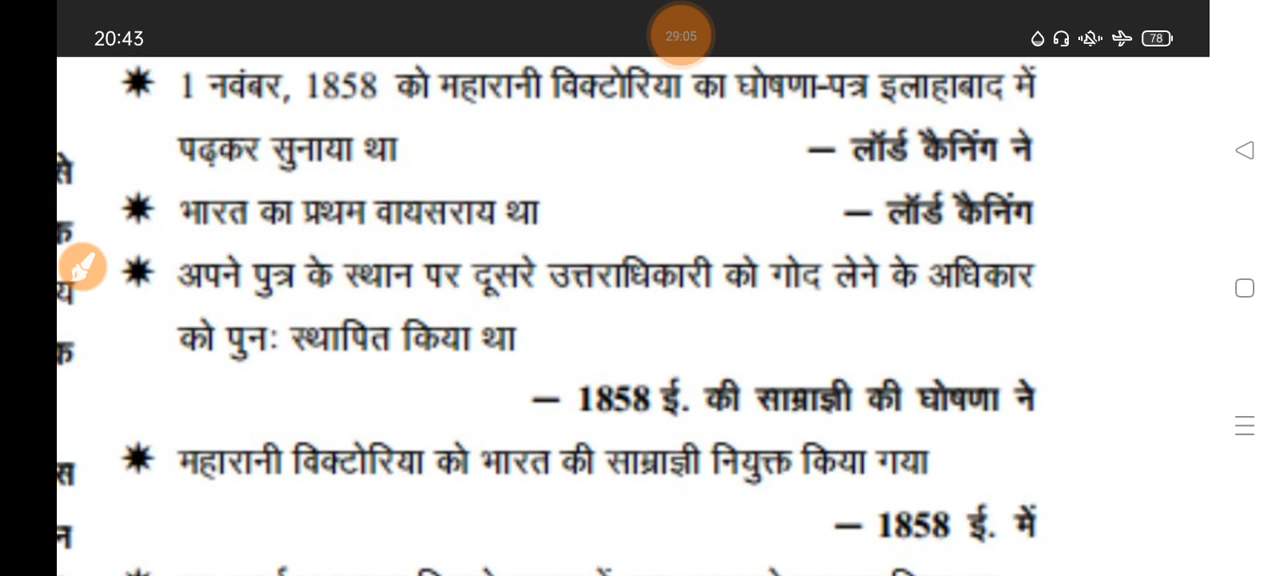 20:43
29:05
78
✷ 1 नवंबर, 1858 को महारानी विक्टोरिया का घोषणा-पत्र इलाहाबाद में
पढ़कर सुनाया था — लॉर्ड कैनिंग ने
✷ भारत का प्रथम वायसराय था — लॉर्ड कैनिंग
✷ अपने पुत्र के स्थान पर दूसरे उत्तराधिकारी को गोद लेने के अधिकार
को पुनः स्थापित किया था
— 1858 ई. की साम्राज्ञी की घोषणा ने
✷ महारानी विक्टोरिया को भारत की साम्राज्ञी नियुक्त किया गया
— 1858 ई. में